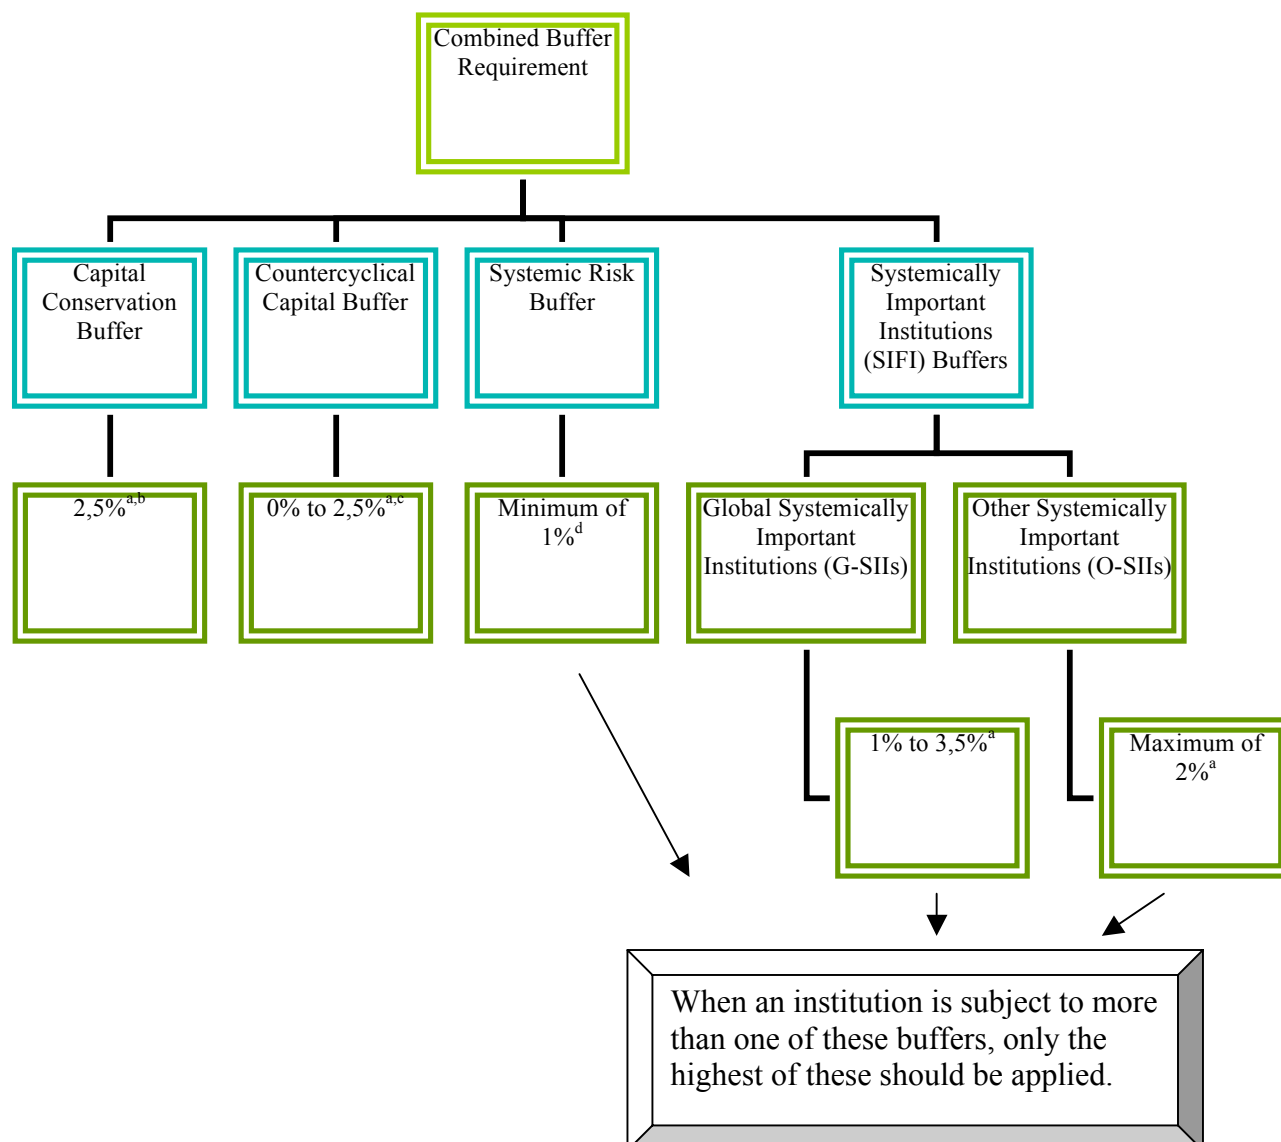 Combined Buffer
Requirement
Capital
Conservation
Buffer
Countercyclical
Capital Buffer
Systemic Risk
Buffer
Systemically
Important
Institutions
(SIFI) Buffers
2,5%a,b
0% to 2,5%a,c
Minimum of
1%d
Global Systemically
Important
Institutions (G-SIIs)
Other Systemically
Important
Institutions (O-SIIs)
1% to 3,5%a
Maximum of
2%a
When an institution is subject to more
than one of these buffers, only the
highest of these should be applied.